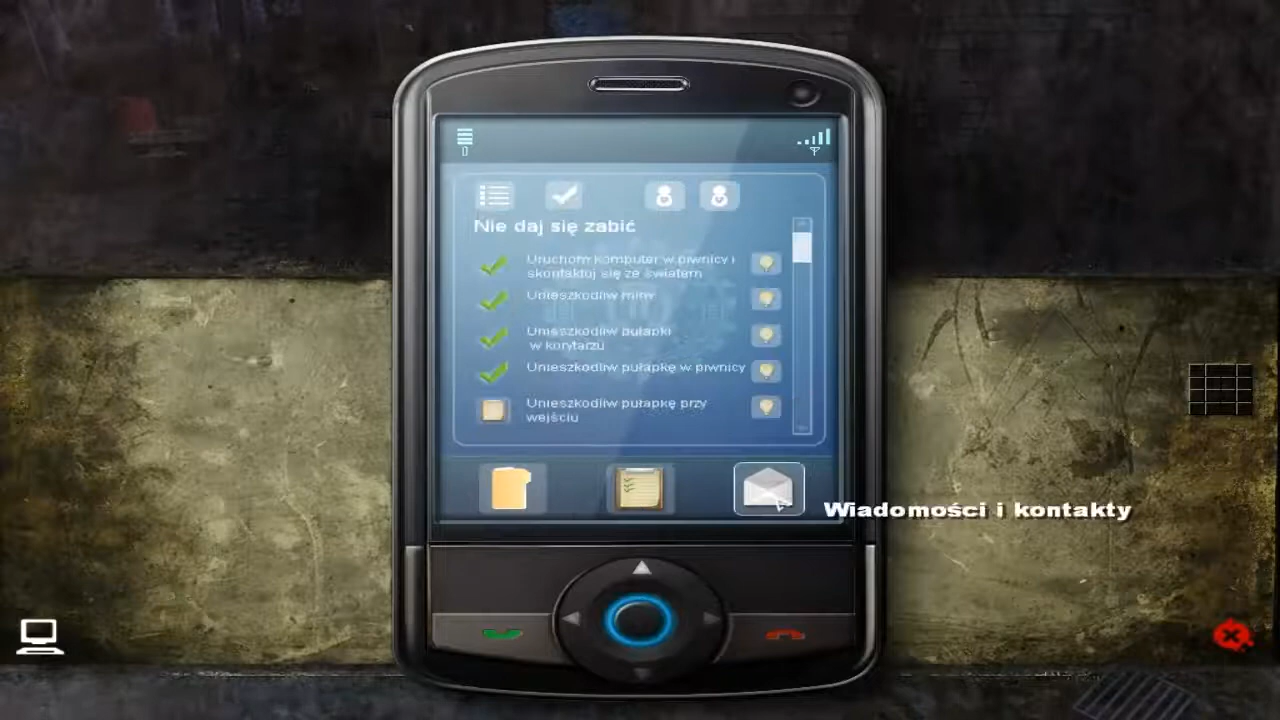 Nie daj się zabić
Uruchom komputer w piwnicy i
skontaktuj się ze światem
Unieszkodliw miny
Unieszkodliw pułapki
w korytarzu
Unieszkodliw pułapkę w piwnicy
Unieszkodliw pułapkę przy
wejściu
Wiadomości i kontakty